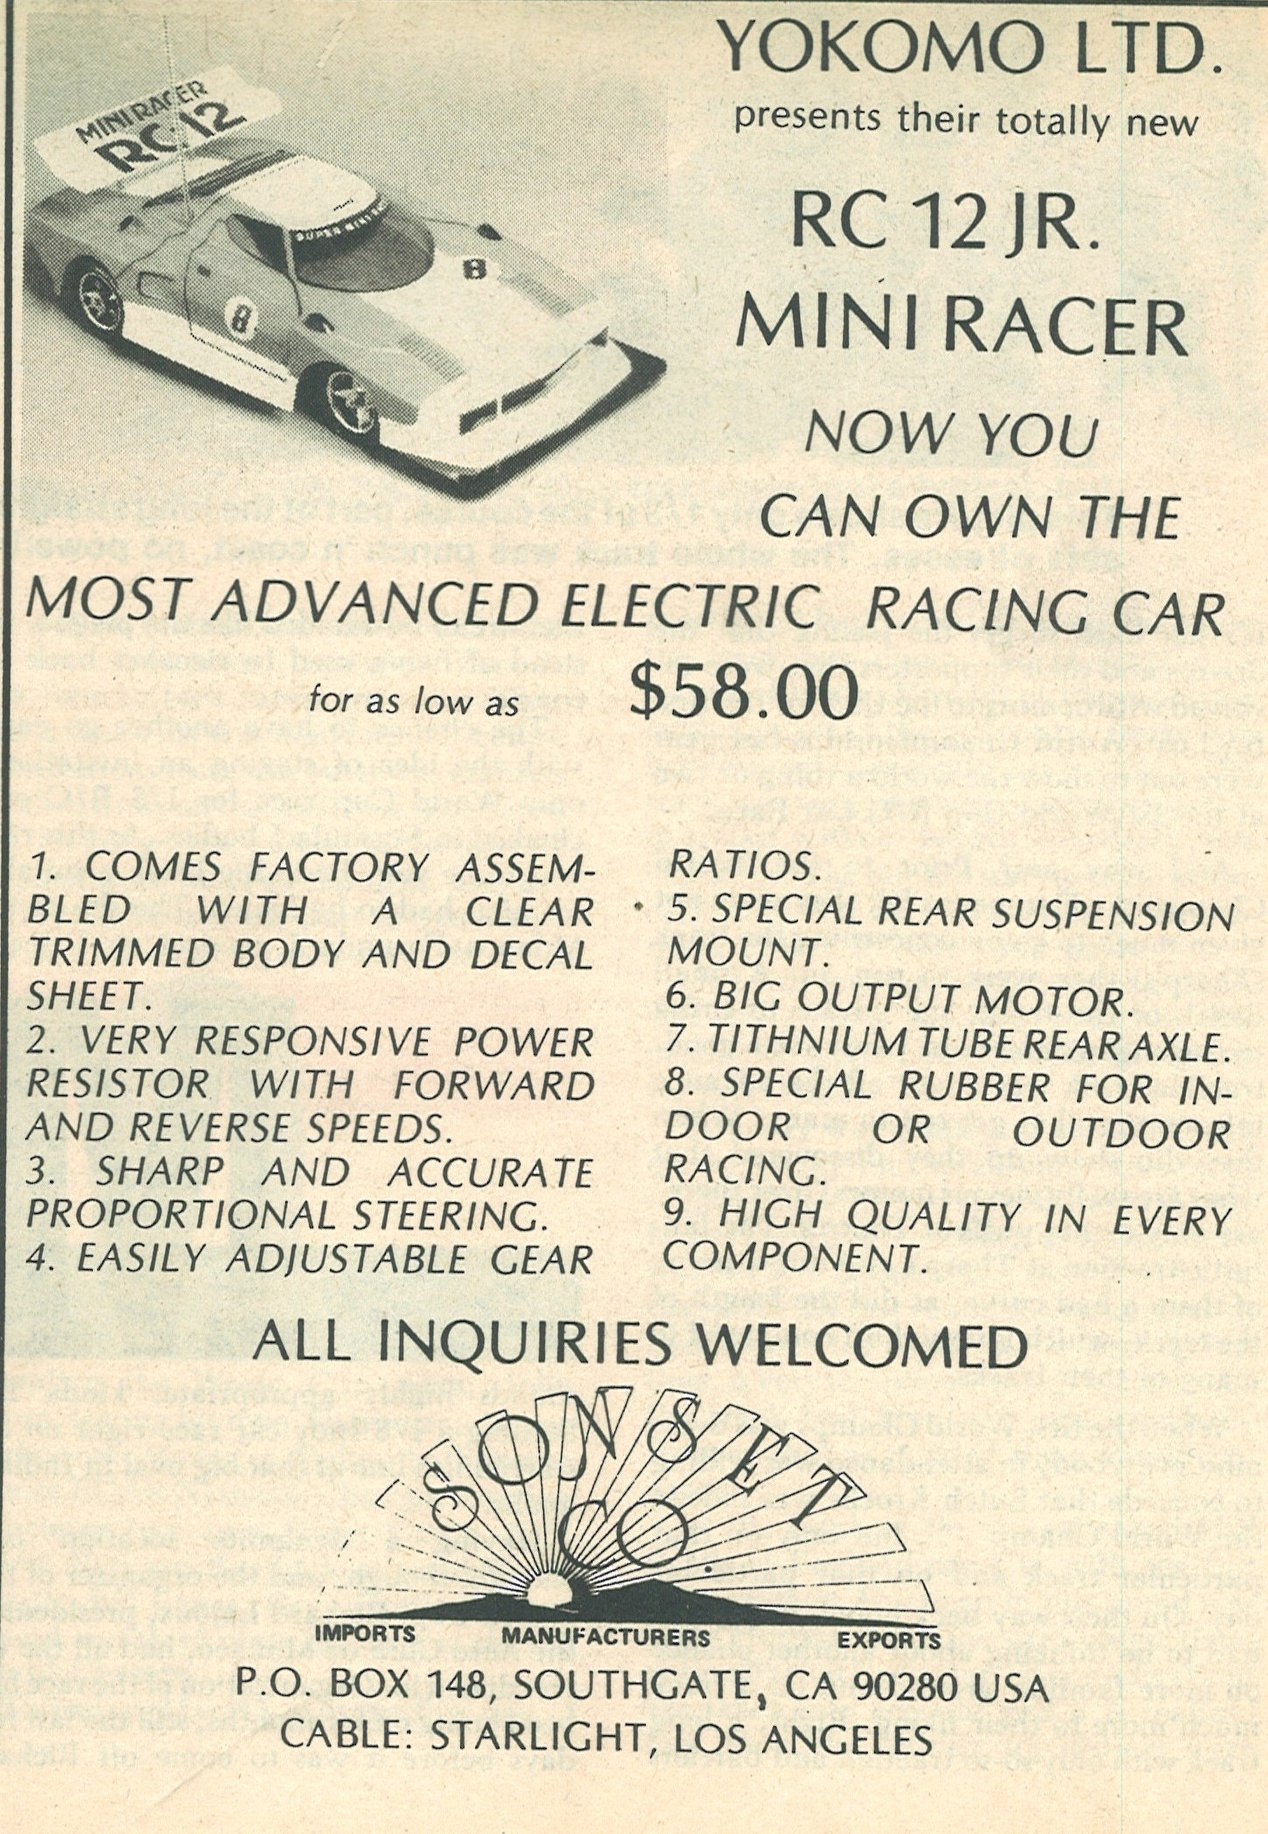 MINI RACER
RC·12
8
8
YOKOMO LTD.
presents their totally new
RC 12 JR.
MINI RACER
NOW YOU
CAN OWN THE
MOST ADVANCED ELECTRIC RACING CAR
for as low as $58.00
1. COMES FACTORY ASSEM-
BLED WITH A CLEAR
TRIMMED BODY AND DECAL
SHEET.
2. VERY RESPONSIVE POWER
RESISTOR WITH FORWARD
AND REVERSE SPEEDS.
3. SHARP AND ACCURATE
PROPORTIONAL STEERING.
4. EASILY ADJUSTABLE GEAR
RATIOS.
5. SPECIAL REAR SUSPENSION
MOUNT.
6. BIG OUTPUT MOTOR.
7. TITHNIUM TUBE REAR AXLE.
8. SPECIAL RUBBER FOR IN-
DOOR OR OUTDOOR
RACING.
9. HIGH QUALITY IN EVERY
COMPONENT.
ALL INQUIRIES WELCOMED
SONSET
CO.
IMPORTS MANUFACTURERS EXPORTS
P.O. BOX 148, SOUTHGATE, CA 90280 USA
CABLE: STARLIGHT, LOS ANGELES